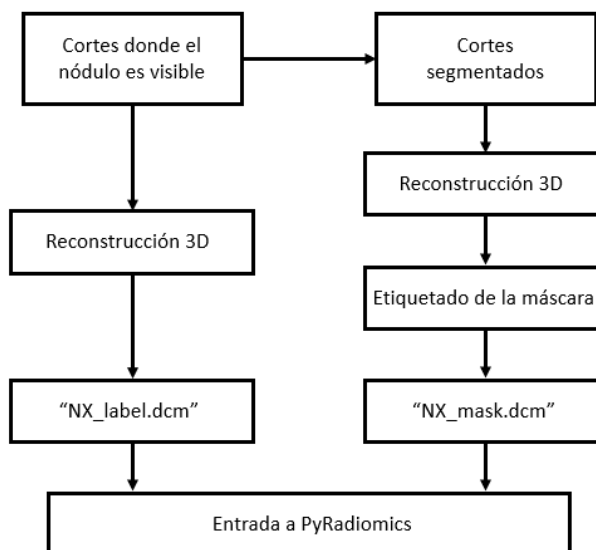 Cortes donde el
nódulo es visible
Cortes
segmentados
Reconstrucción 3D
Reconstrucción 3D
Etiquetado de la máscara
“NX_label.dcm”
“NX_mask.dcm”
Entrada a PyRadiomics